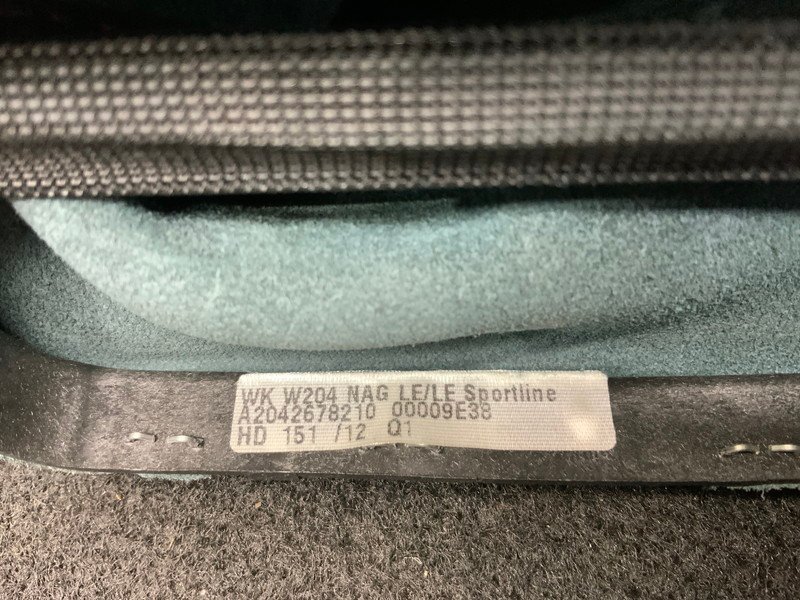 WK W204 NAG LE/LE Sportline
A2042678210 00009E38
HD 151 /12 Q1